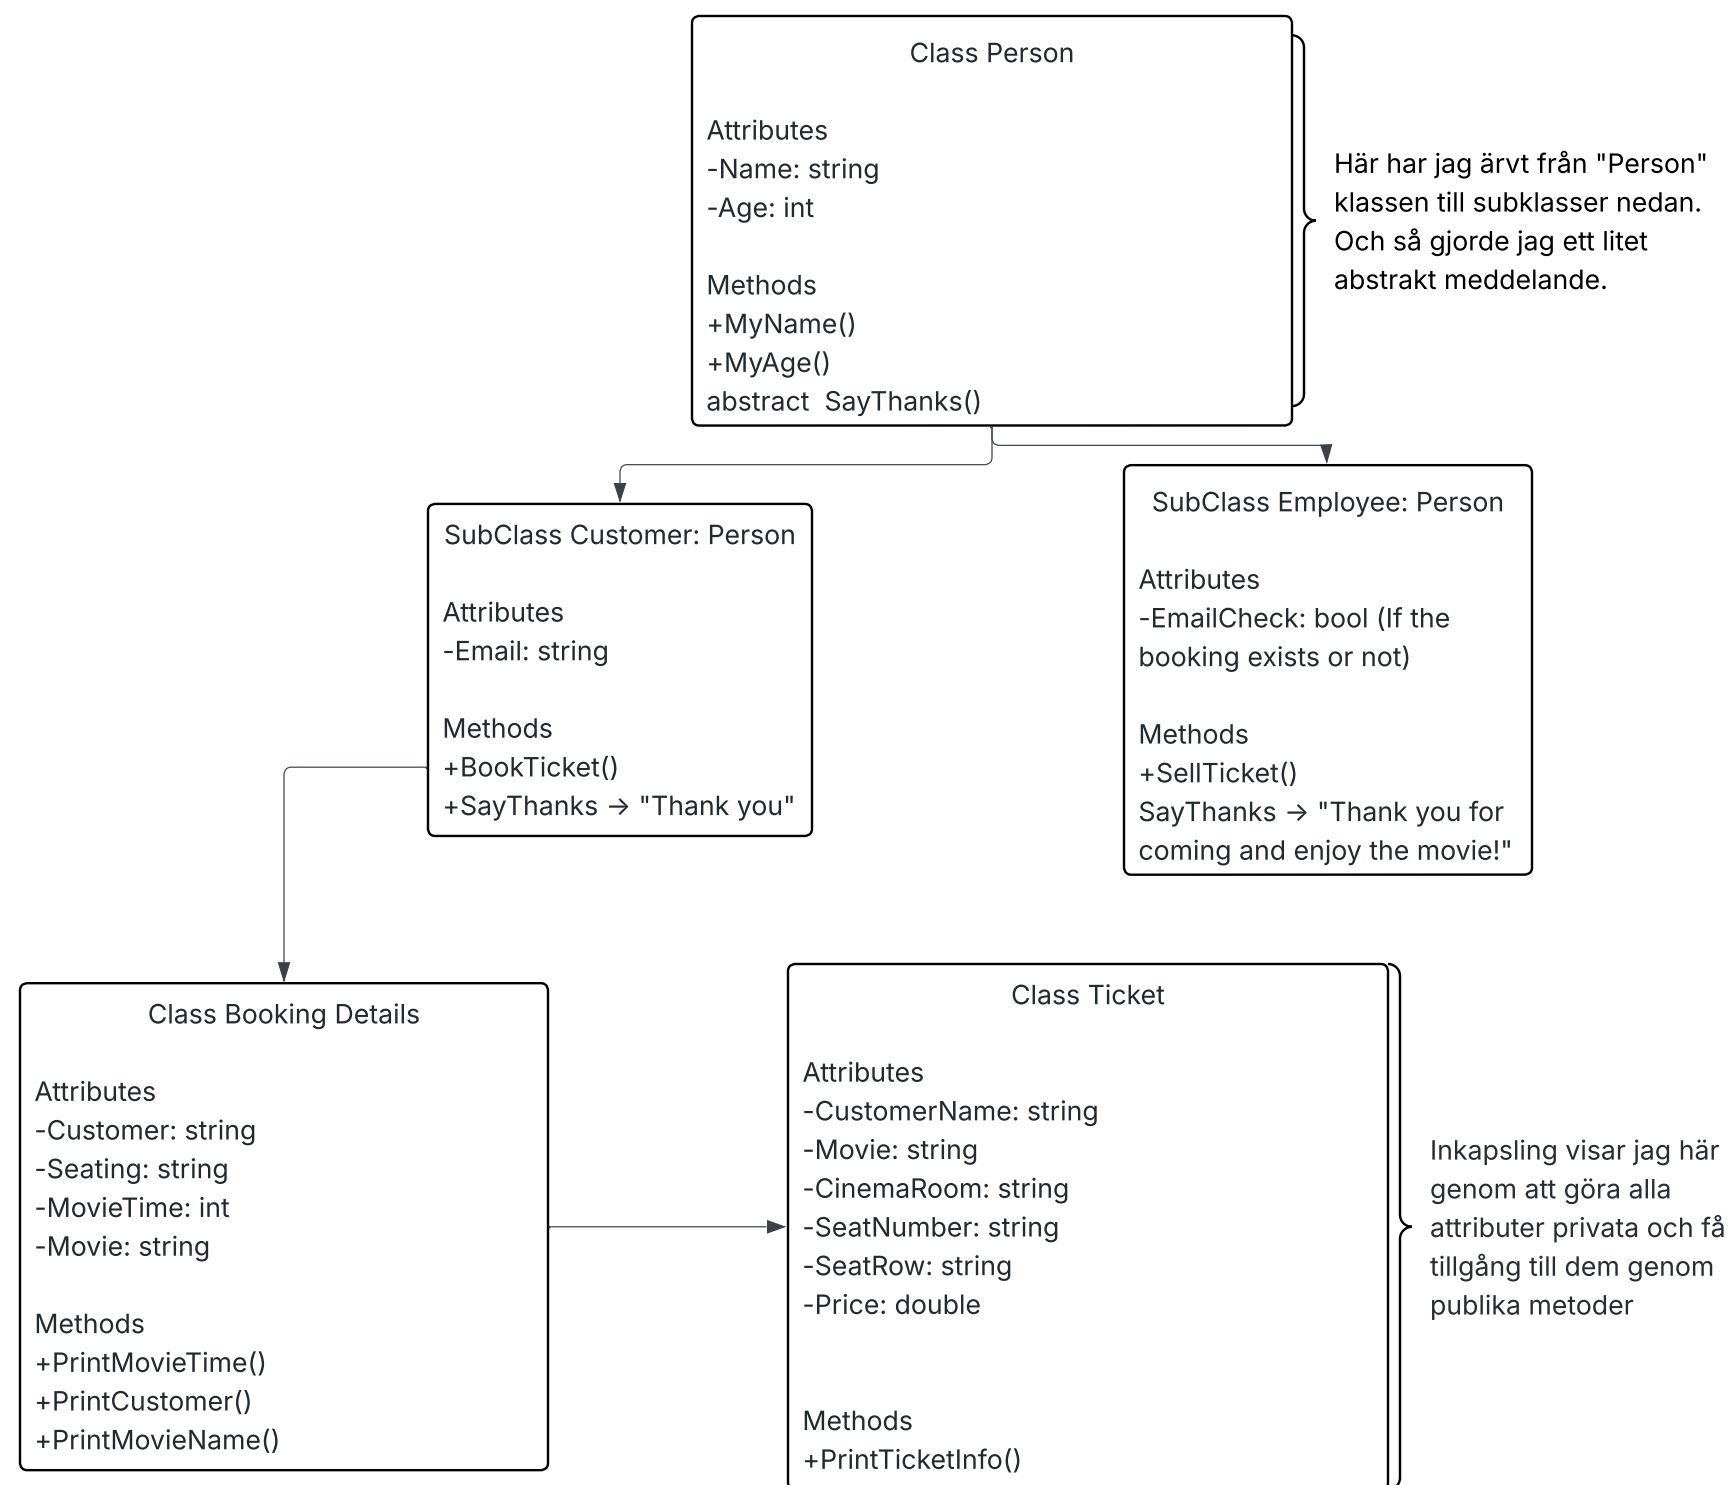 Class Person
Attributes
-Name: string
-Age: int
Methods
+MyName()
+MyAge()
abstract  SayThanks()
Här har jag ärvt från "Person"
klassen till subklasser nedan.
Och så gjorde jag ett litet
abstrakt meddelande.
SubClass Customer: Person
Attributes
-Email: string
Methods
+BookTicket()
+SayThanks → "Thank you"
SubClass Employee: Person
Attributes
-EmailCheck: bool (If the
booking exists or not)
Methods
+SellTicket()
SayThanks → "Thank you for
coming and enjoy the movie!"
Class Booking Details
Attributes
-Customer: string
-Seating: string
-MovieTime: int
-Movie: string
Methods
+PrintMovieTime()
+PrintCustomer()
+PrintMovieName()
Class Ticket
Attributes
-CustomerName: string
-Movie: string
-CinemaRoom: string
-SeatNumber: string
-SeatRow: string
-Price: double
Methods
+PrintTicketInfo()
Inkapsling visar jag här
genom att göra alla
attributer privata och få
tillgång till dem genom
publika metoder